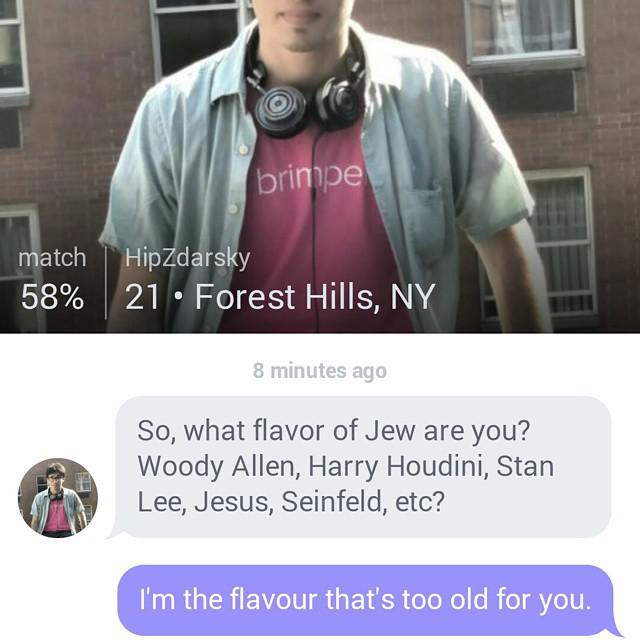 brimpe
match HipZdarsky
58% 21 • Forest Hills, NY
8 minutes ago
So, what flavor of Jew are you?
Woody Allen, Harry Houdini, Stan
Lee, Jesus, Seinfeld, etc?
I'm the flavour that's too old for you.